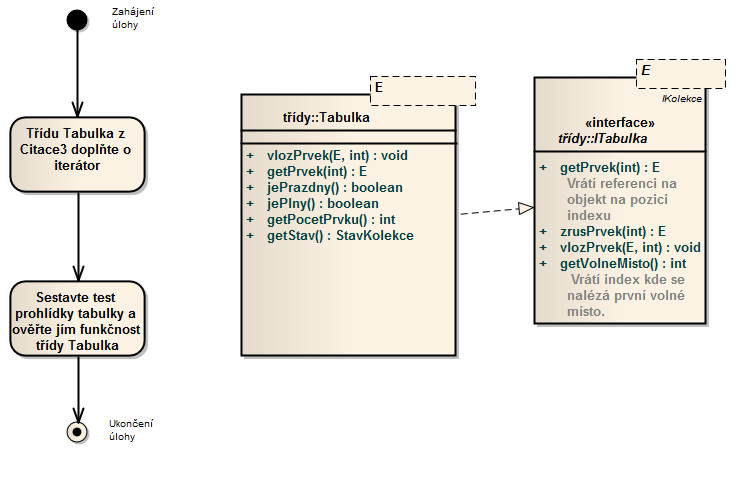 Zahájení
úlohy
Třídu Tabulka z
Citace3 doplňte o
iterátor
Sestavte test
prohlídky tabulky a
ověřte jím funkčnost
třídy Tabulka
Ukončení
úlohy
E
třídy::Tabulka
+ vlozPrvek(E, int) : void
+ getPrvek(int) : E
+ jePrazdny() : boolean
+ jePlny() : boolean
+ getPocetPrvku() : int
+ getStav() : StavKolekce
E
IKolekce
«interface»
třídy::ITabulka
+ getPrvek(int) : E
Vrátí referenci na
objekt na pozici
indexu
+ zrusPrvek(int) : E
+ vlozPrvek(E, int) : void
+ getVolneMisto() : int
Vrátí index kde se
nalézá první volné
místo.